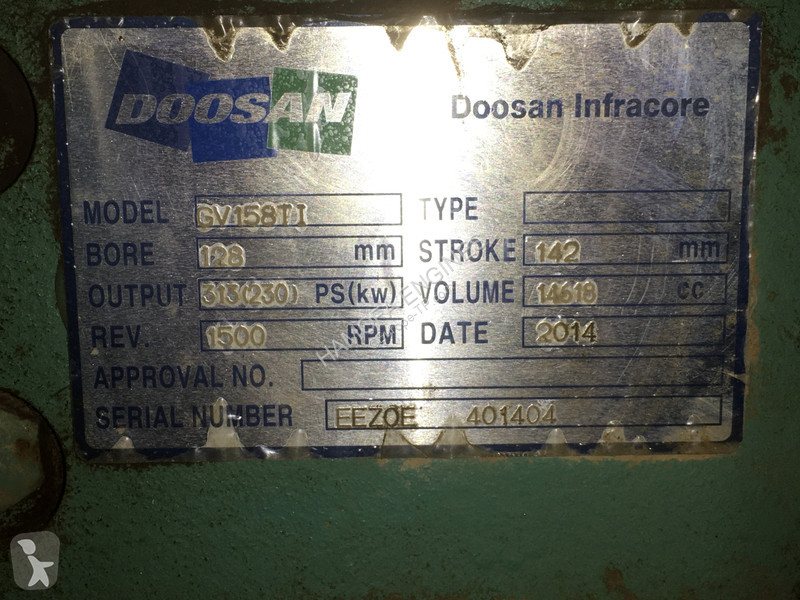 DOOSAN Doosan Infracore
MODEL GV158TI TYPE
BORE 128 mm STROKE 142 mm
OUTPUT 313(230) PS(kw) VOLUME 14618 cc
REV. 1500 RPM DATE 2014
APPROVAL NO.
SERIAL NUMBER EEZOE 401404